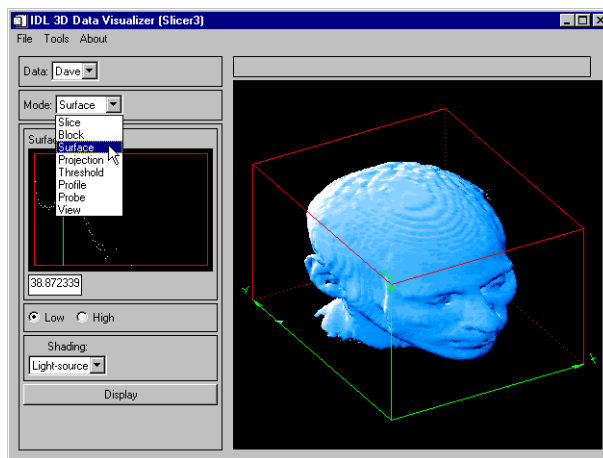 IDL 3D Data Visualizer (Slicer3)
File Tools About
Data: Dave
Mode: Surface
Slice
Block
Surface
Projection
Threshold
Profile
Probe
View
38.872339
Low High
Shading:
Light-source
Display
Y
X